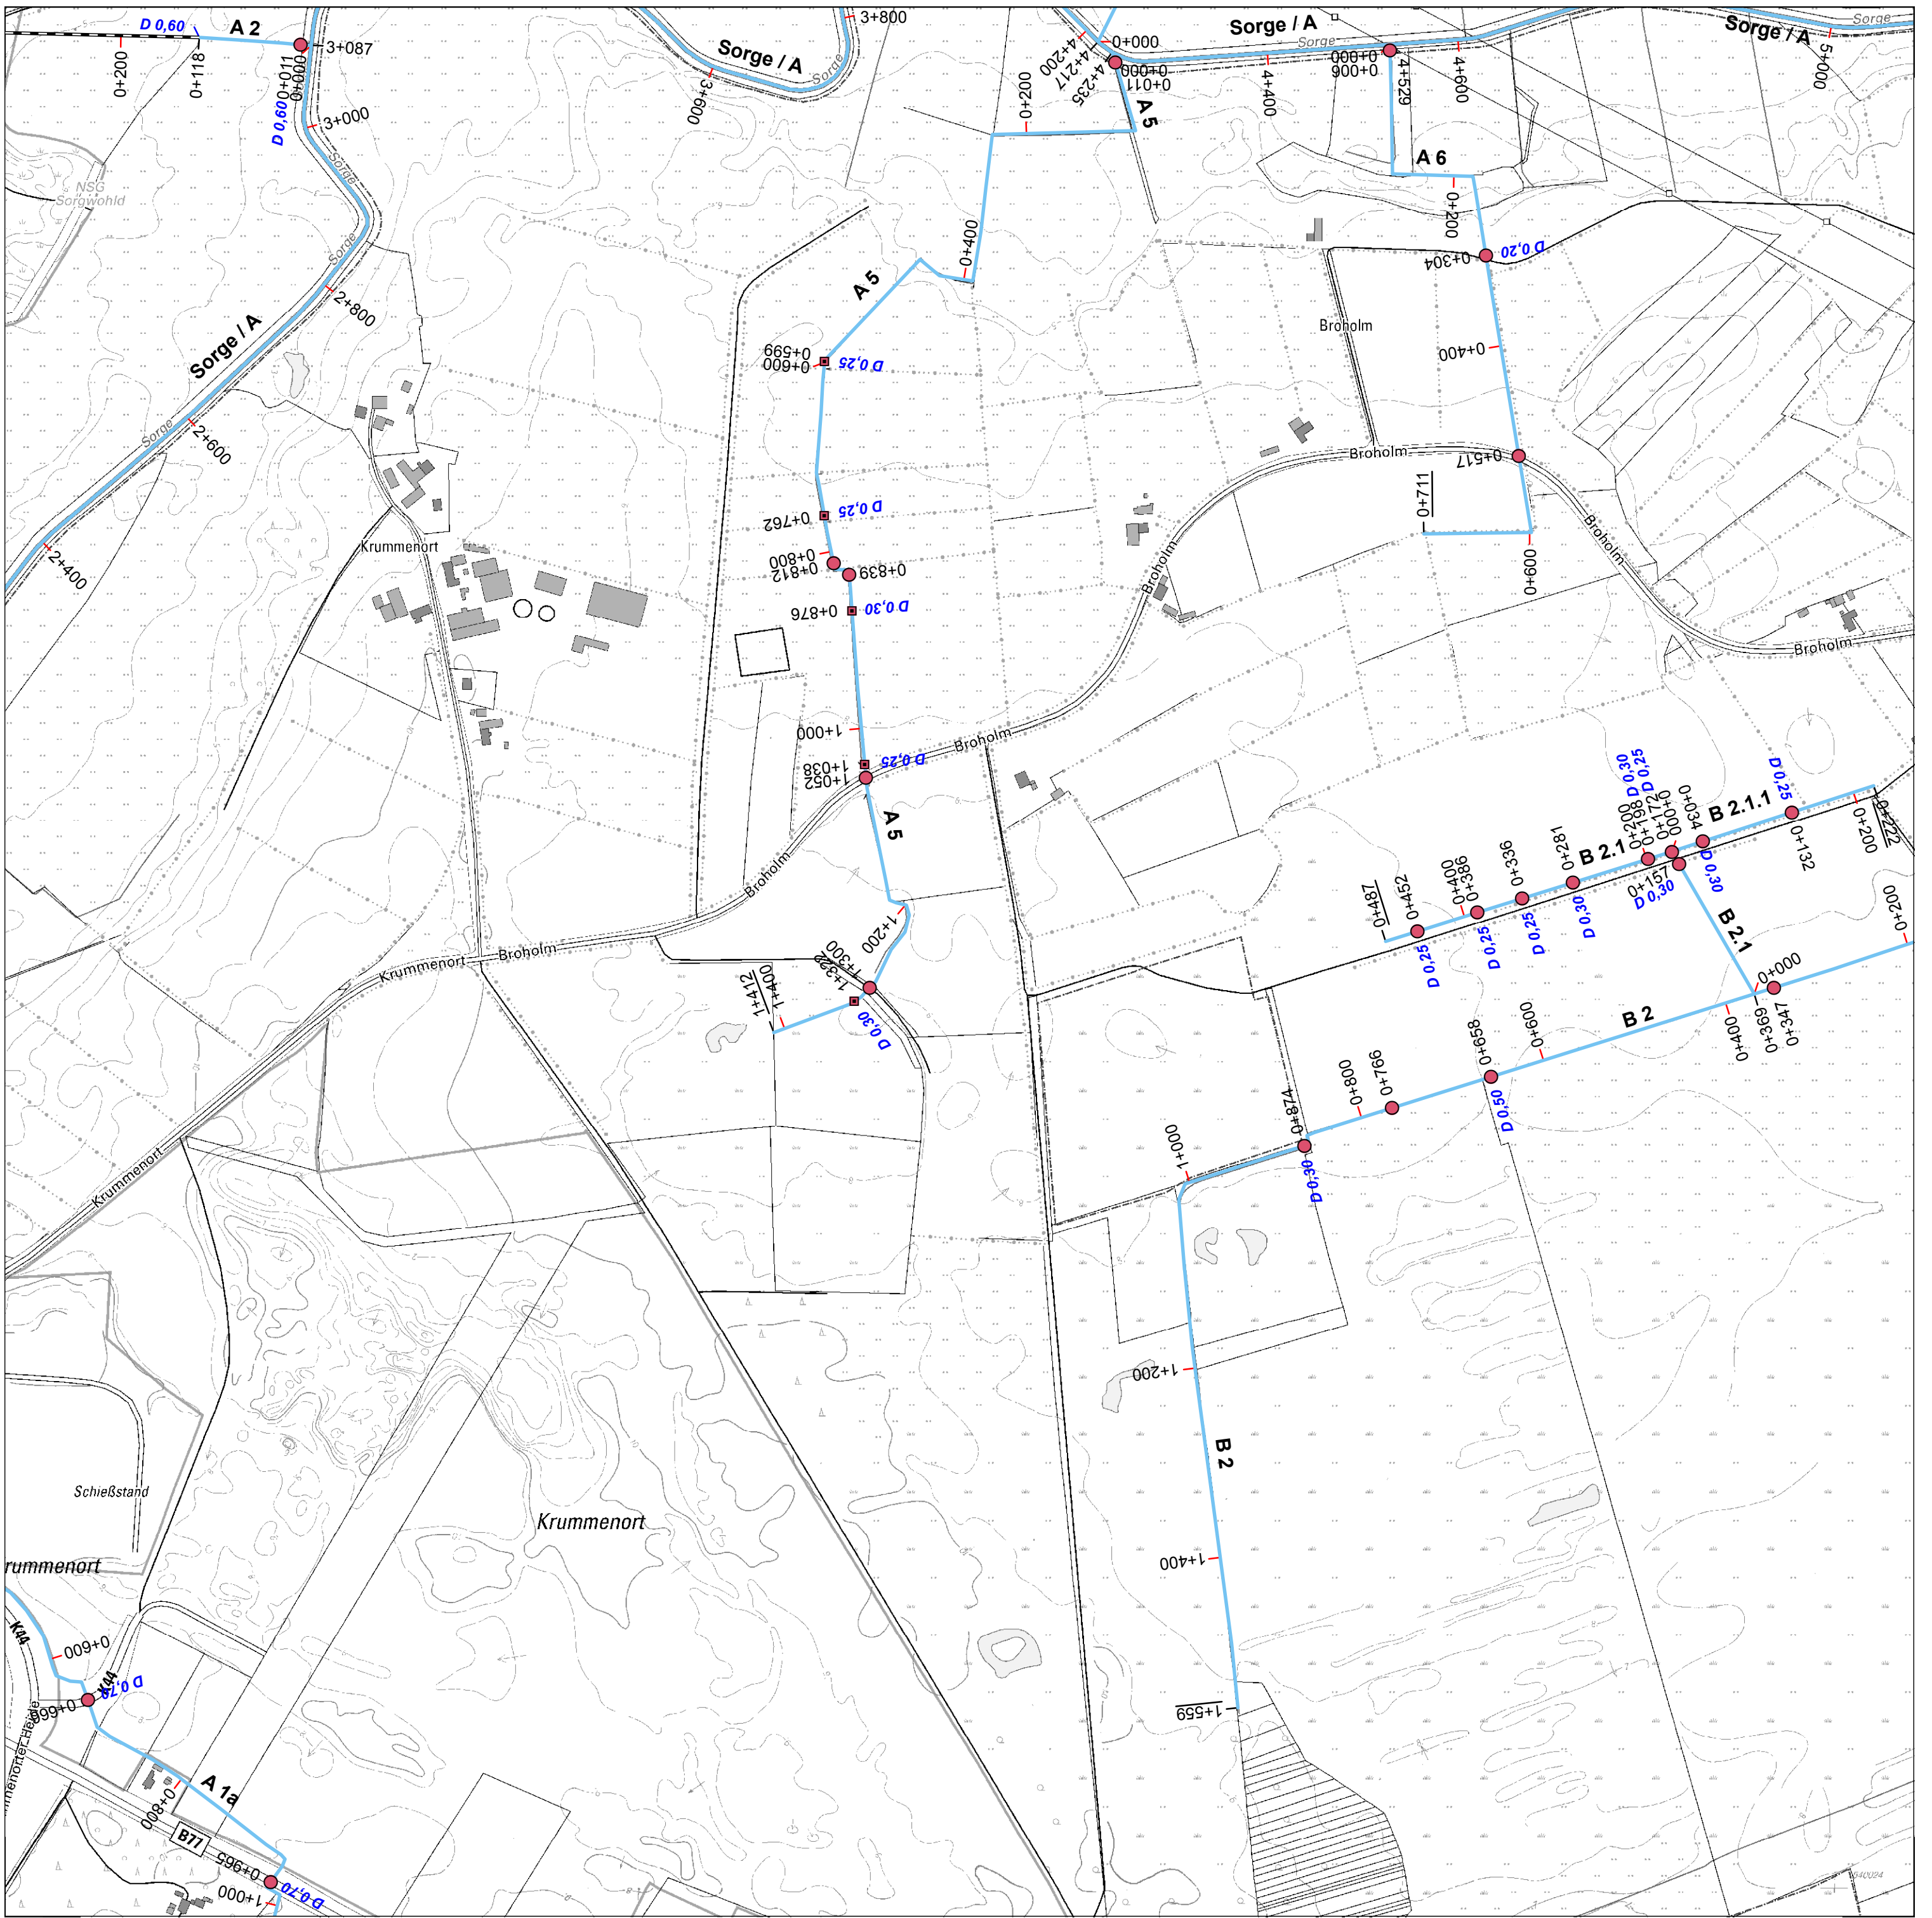 D 0,60
A 2
3+087
0+200
0+118
0+011
0+000
D 0,60
3+000
Sorge
NSG
Sorgwohld
Sorge
2+800
Sorge / A
Sorge
2+600
2+400
3+800
Sorge / A
Sorge
3+600
Sorge / A
Sorge
Sorge / A
Sorge
5+000
0+000
4+200
4+217
4+235
0+000
0+011
A 5
0+200
4+400
0+000
0+006
4+529
4+600
A 6
0+200
0+304
D 0,20
0+400
A 5
Broholm
0+400
0+599
0+600
D 0,25
Broholm
0+517
0+711
0+600
Broholm
Broholm
Broholm
Krummenort
0+762
D 0,25
0+800
0+812
0+839
0+876
D 0,30
1+000
1+038
1+052
D 0,25
Broholm
A 5
Broholm
Broholm
Krummenort
Krummenort
1+200
1+300
1+322
1+400
1+412
D 0,30
D 0,30
D 0,25
0+200
0+198
0+172
0+000
0+034
B 2.1.1
D 0,25
0+132
0+200
0+222
B 2.1
0+281
0+336
0+386
0+400
0+452
0+487
0+157
D 0,30
D 0,30
D 0,30
D 0,25
D 0,25
D 0,25
B 2.1
0+200
0+000
0+347
0+369
0+400
B 2
0+600
0+658
D 0,50
0+766
0+800
0+874
D 0,30
1+000
1+200
B 2
1+400
1+559
Schießstand
Krummenort
rummenort
K44
0+600
K44
D 0,70
0+666
A 1a
0+800
B77
0+965
D 0,70
1+000